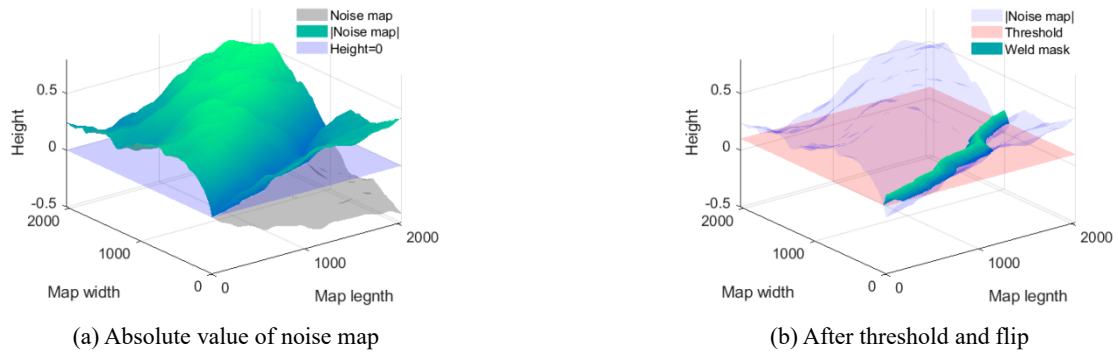 Noise map
|Noise map|
Height=0
Height
0.5
0
-0.5
2000
1000
0
Map width
0
1000
2000
Map legnth
(a) Absolute value of noise map
|Noise map|
Threshold
Weld mask
Height
0.5
0
-0.5
2000
1000
0
Map width
0
1000
2000
Map legnth
(b) After threshold and flip